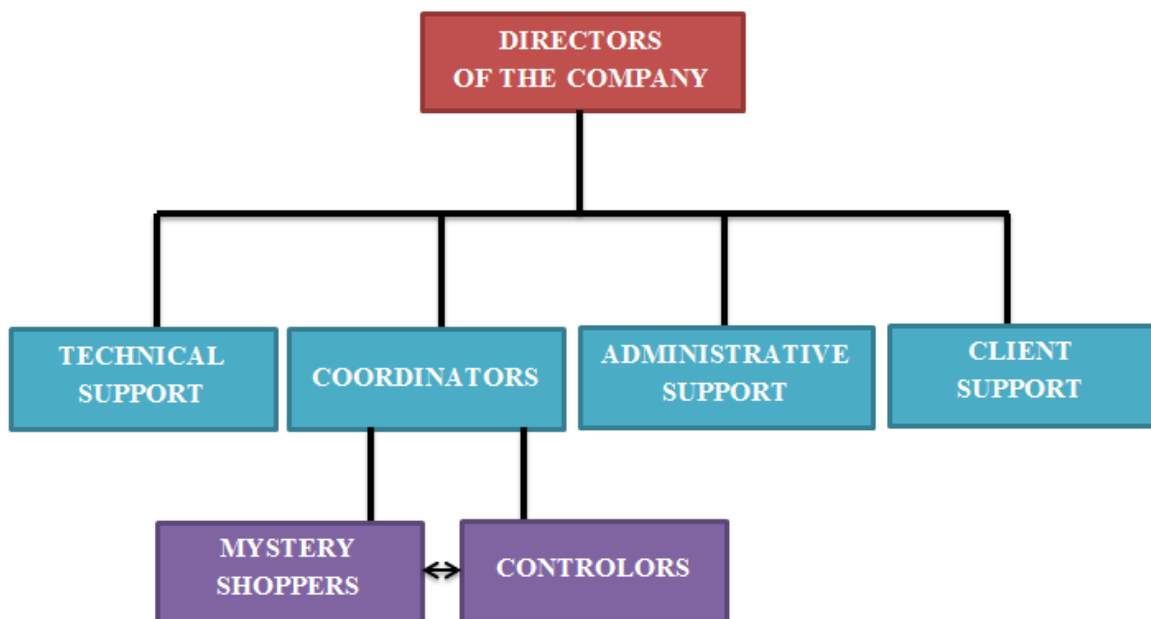 DIRECTORS
OF THE COMPANY
TECHNICAL
SUPPORT
COORDINATORS
ADMINISTRATIVE
SUPPORT
CLIENT
SUPPORT
MYSTERY
SHOPPERS
CONTROLORS